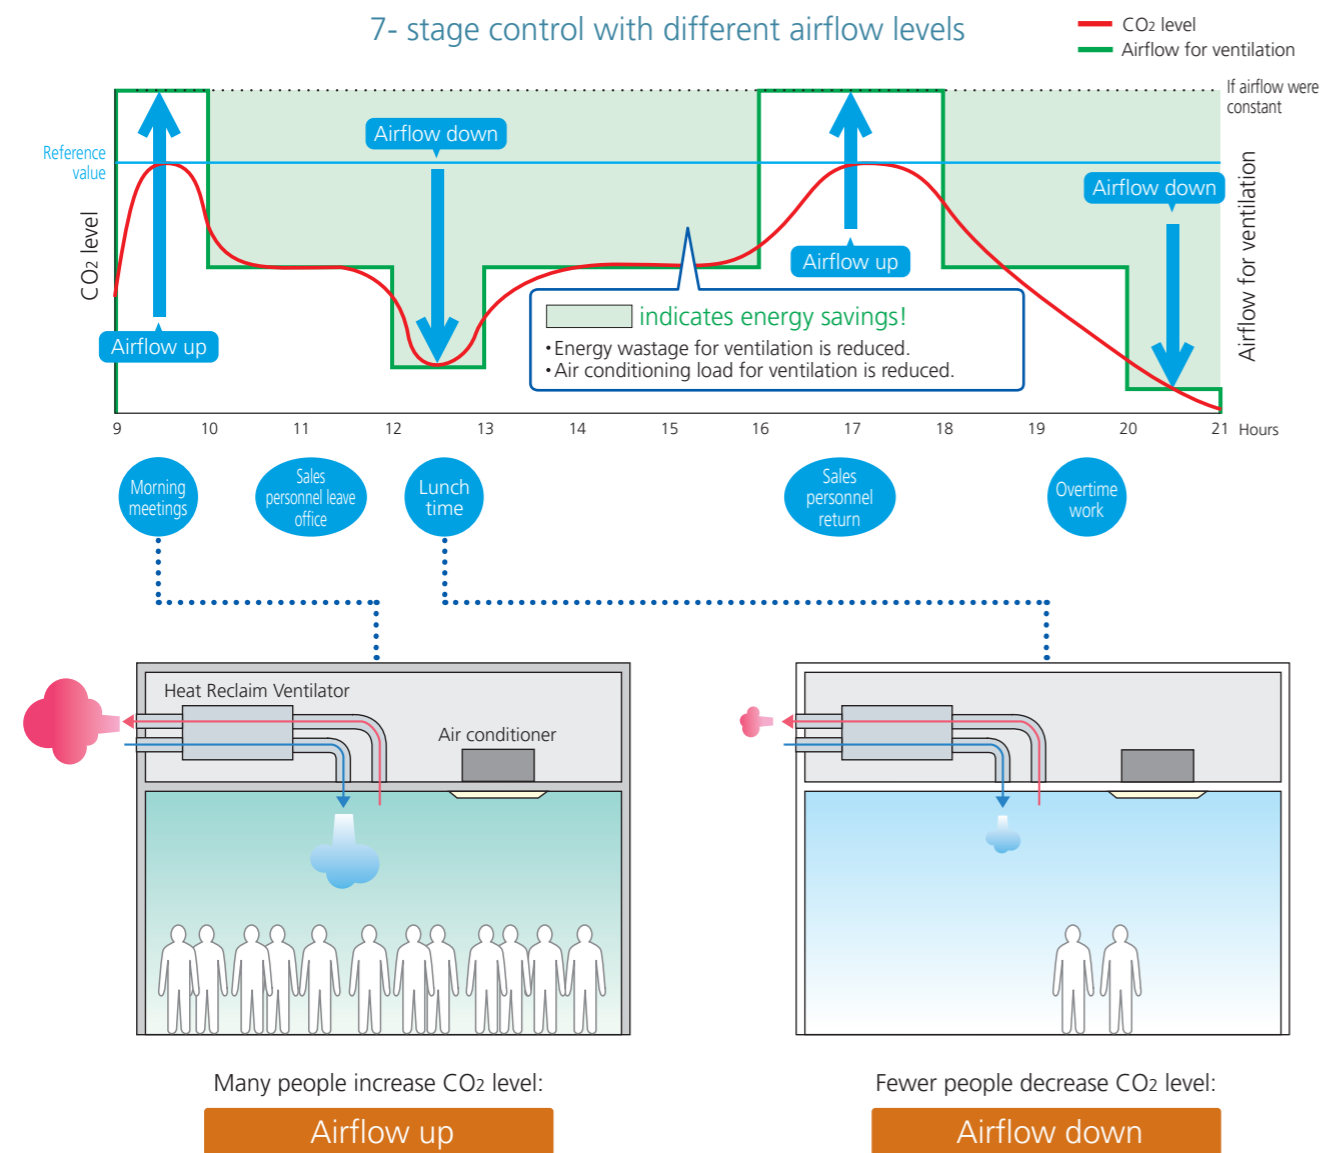 7- stage control with different airflow levels
CO2 level
Airflow for ventilation
If airflow were
constant
Reference
value
Airflow down
Airflow down
CO2 level
Airflow for ventilation
Airflow up
Airflow up
indicates energy savings!
•Energy wastage for ventilation is reduced.
•Air conditioning load for ventilation is reduced.
9 10 11 12 13 14 15 16 17 18 19 20 21 Hours
Morning
meetings
Sales
personnel leave
office
Lunch
time
Sales
personnel
return
Overtime
work
Heat Reclaim Ventilator
Air conditioner
Many people increase CO2 level:
Airflow up
Fewer people decrease CO2 level:
Airflow down